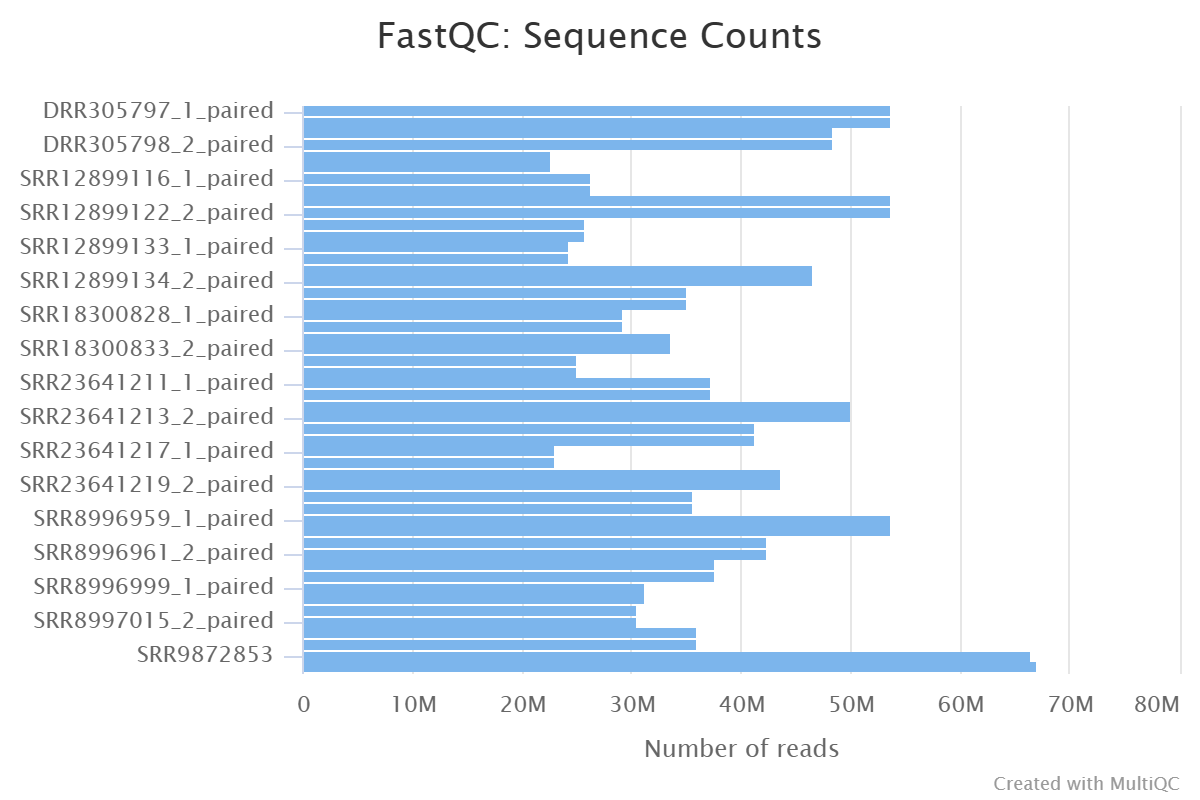 FastQC: Sequence Counts
DRR305797_1_paired
DRR305798_2_paired
SRR12899116_1_paired
SRR12899122_2_paired
SRR12899133_1_paired
SRR12899134_2_paired
SRR18300828_1_paired
SRR18300833_2_paired
SRR23641211_1_paired
SRR23641213_2_paired
SRR23641217_1_paired
SRR23641219_2_paired
SRR8996959_1_paired
SRR8996961_2_paired
SRR8996999_1_paired
SRR8997015_2_paired
SRR9872853
0 10M 20M 30M 40M 50M 60M 70M 80M
Number of reads
Created with MultiQC